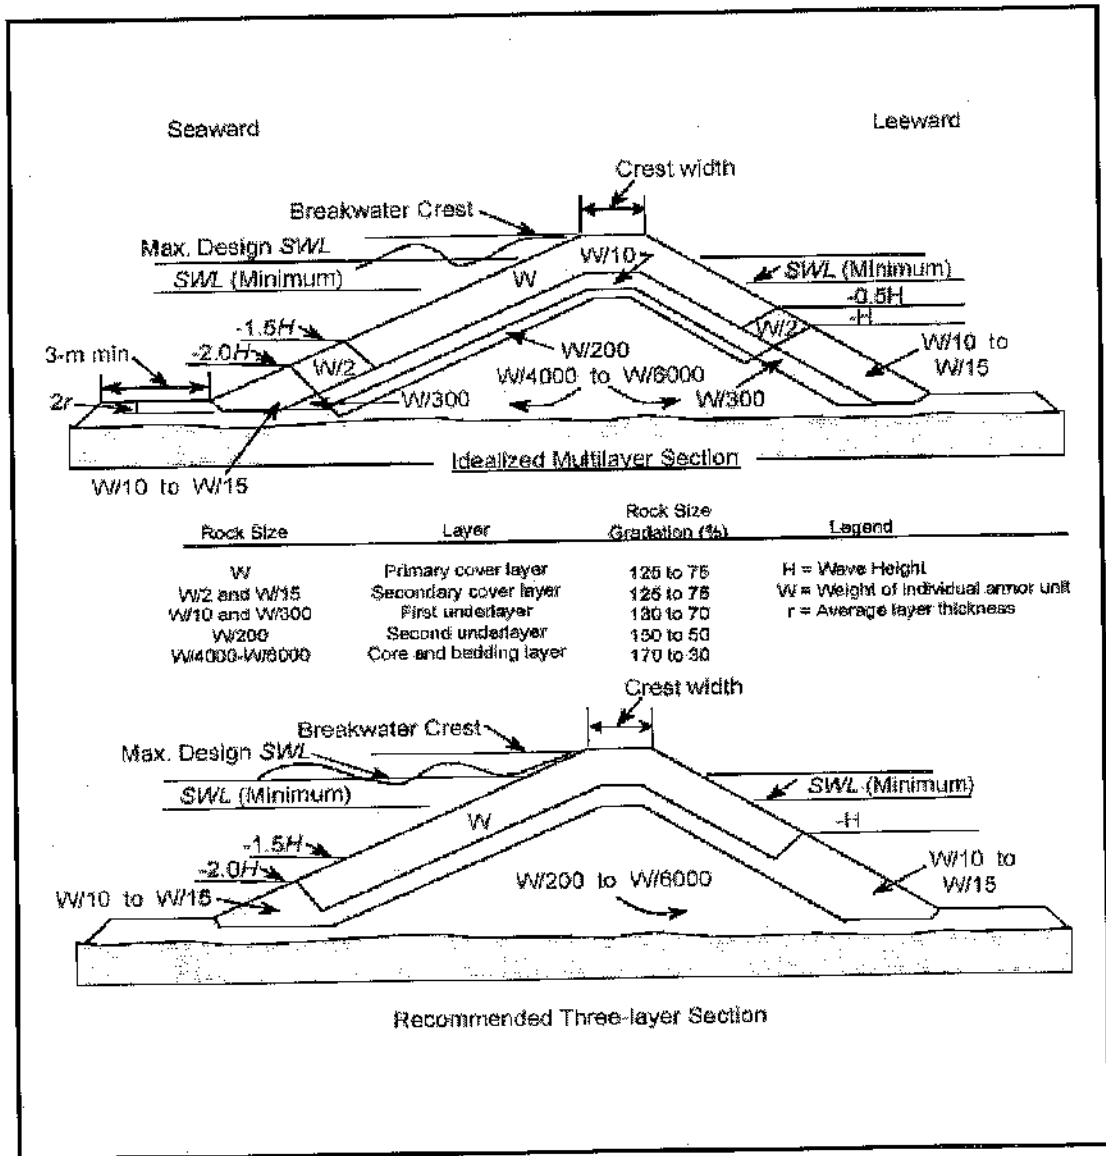 Seaward
Leeward
Crest width
Breakwater Crest
Max. Design SWL
SWL (Minimum)
W/10
W
SWL (Minimum)
-0.5H
-H
-1.5H
-2.0H
W/2
W/2
3-m min
2r
W/200
W/4000 to W/6000
W/300
W/300
W/10 to
W/15
W/10 to W/15
Idealized Multilayer Section
Rock Size Layer Rock Size Gradation (%) Legend
W Primary cover layer 125 to 75 H = Wave Height
W/2 and W/15 Secondary cover layer 125 to 75 W = Weight of individual armor unit
W/10 and W/300 First underlayer 130 to 70 r = Average layer thickness
W/200 Second underlayer 150 to 50
W/4000-W/6000 Core and bedding layer 170 to 30
Crest width
Breakwater Crest
Max. Design SWL
SWL (Minimum)
SWL (Minimum)
W
-H
-1.5H
-2.0H
W/10 to W/15
W/200 to W/6000
W/10 to
W/15
Recommended Three-layer Section